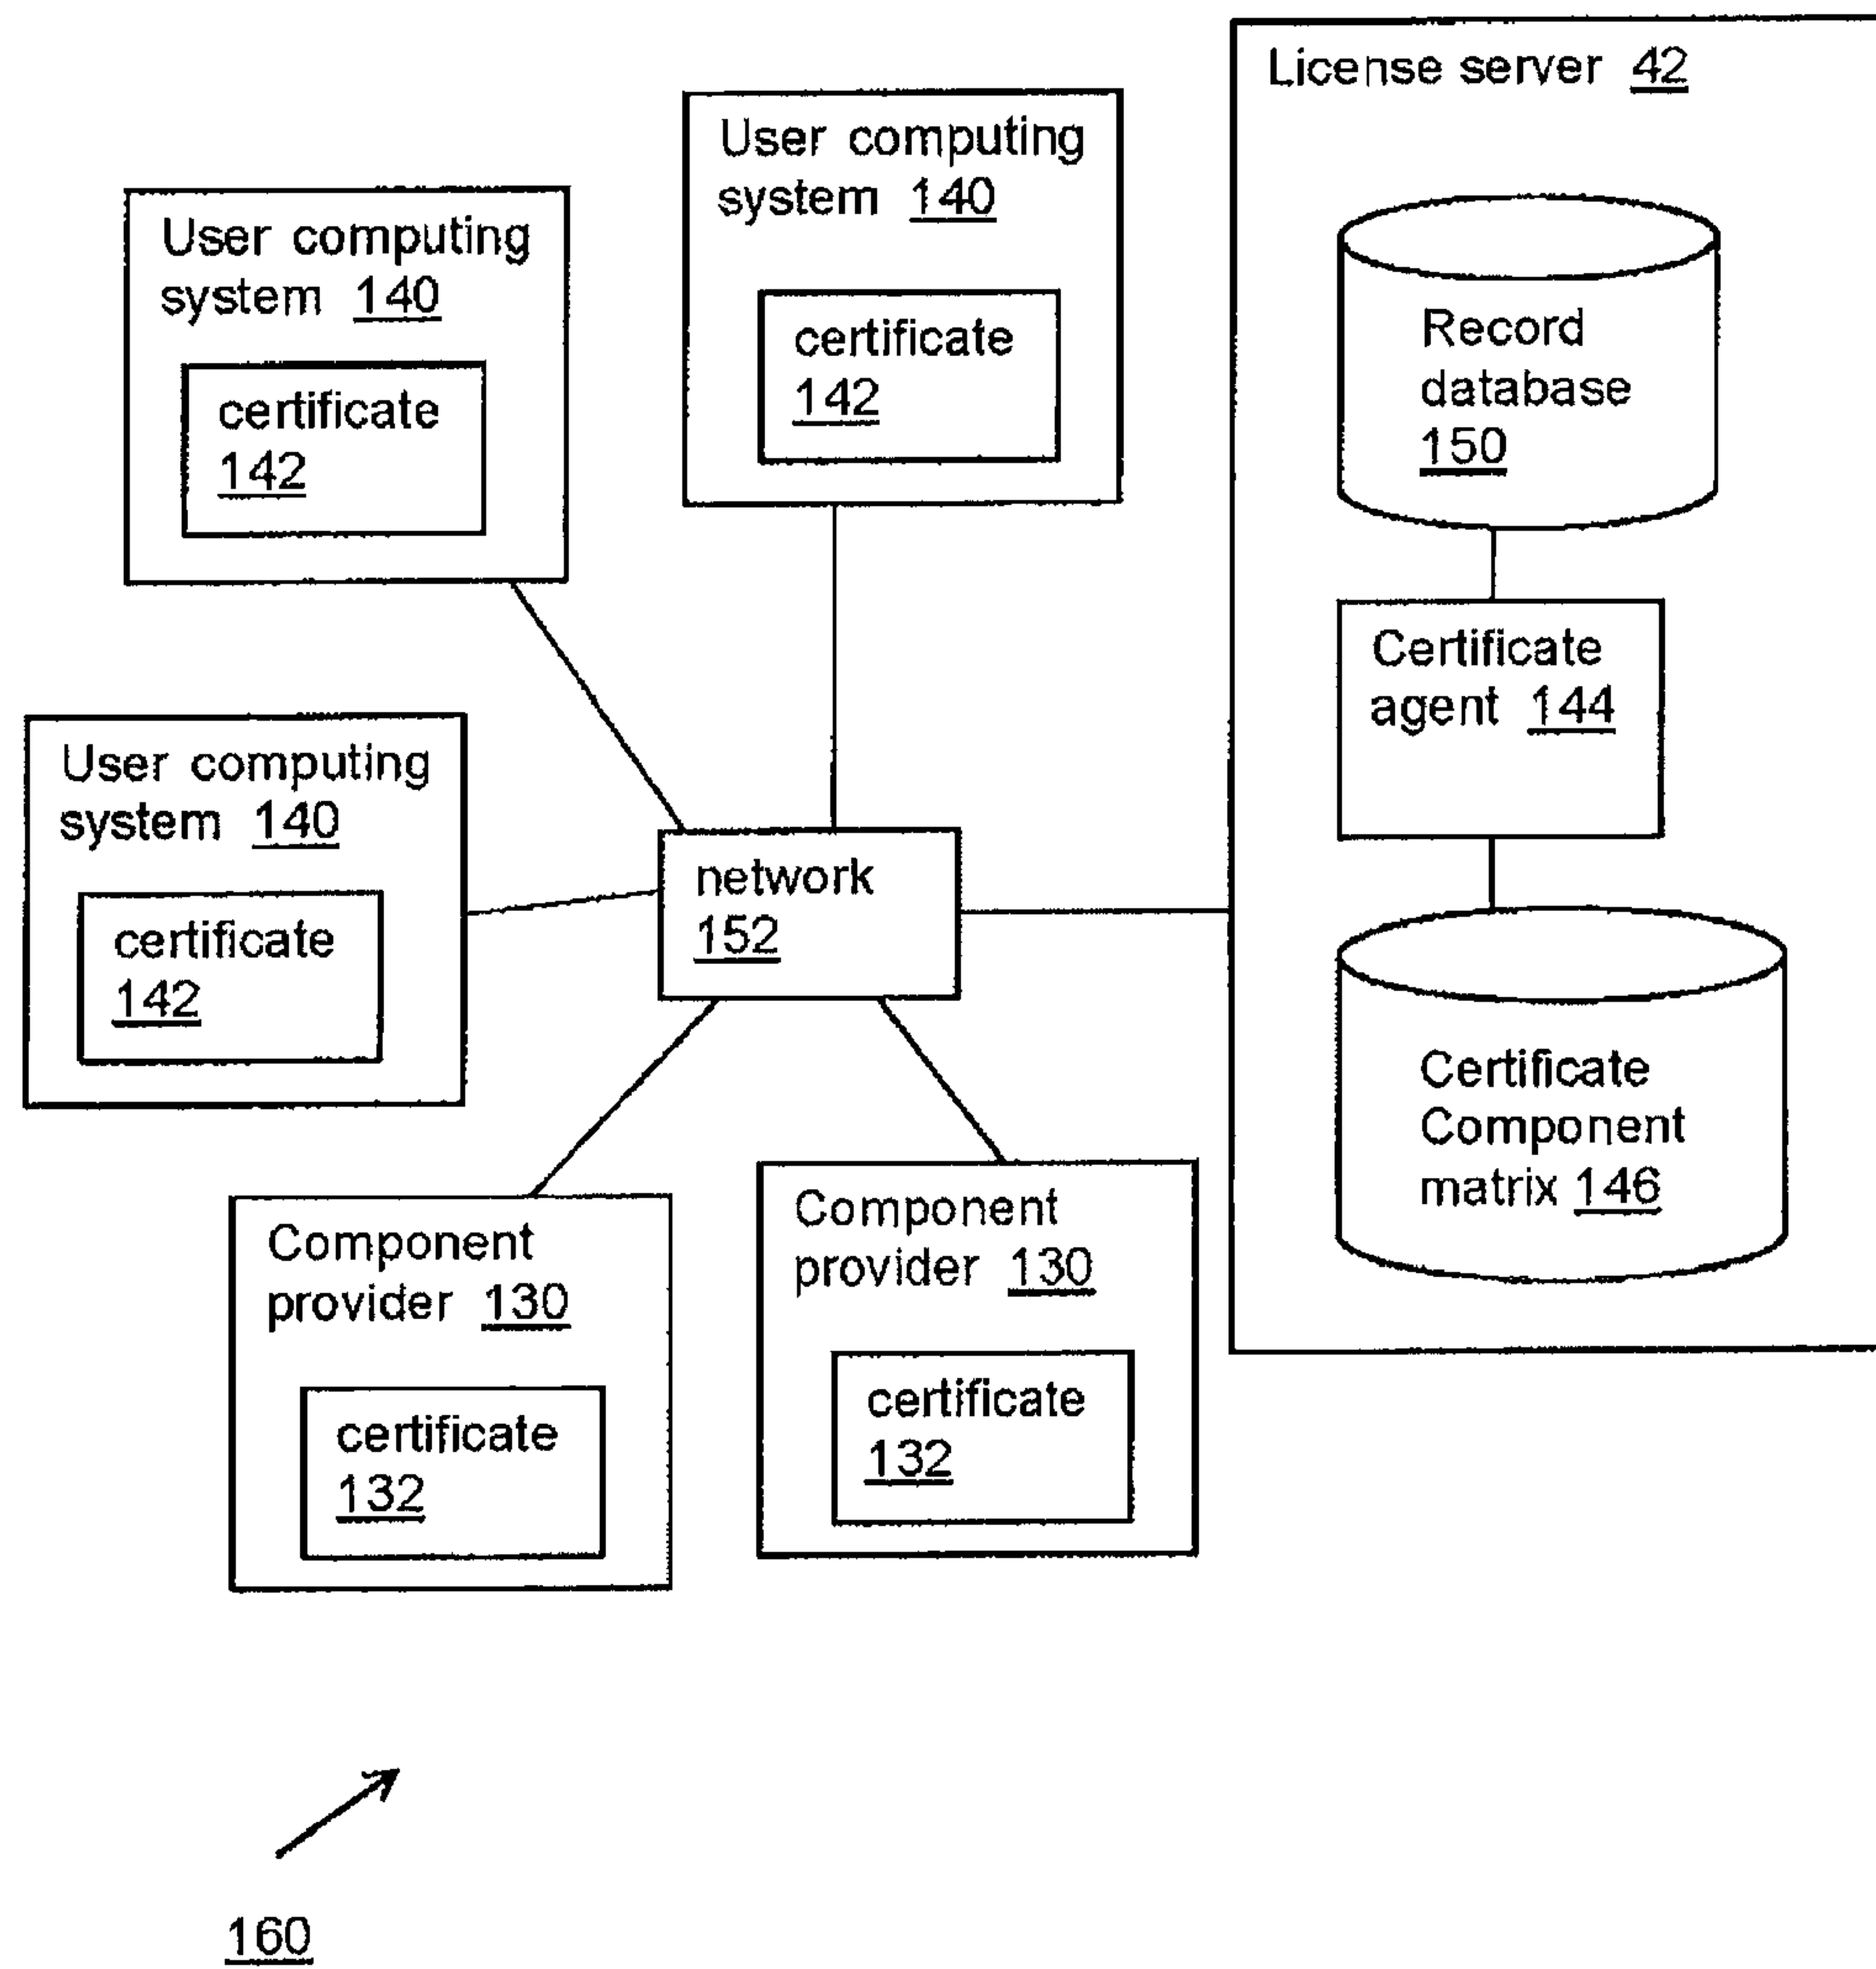 License server 42
User computing
system 140
certificate
142
User computing
system 140
certificate
142
Record
database
150
Certificate
agent 144
User computing
system 140
certificate
142
network
152
Certificate
Component
matrix 146
Component
provider 130
certificate
132
Component
provider 130
certificate
132
160